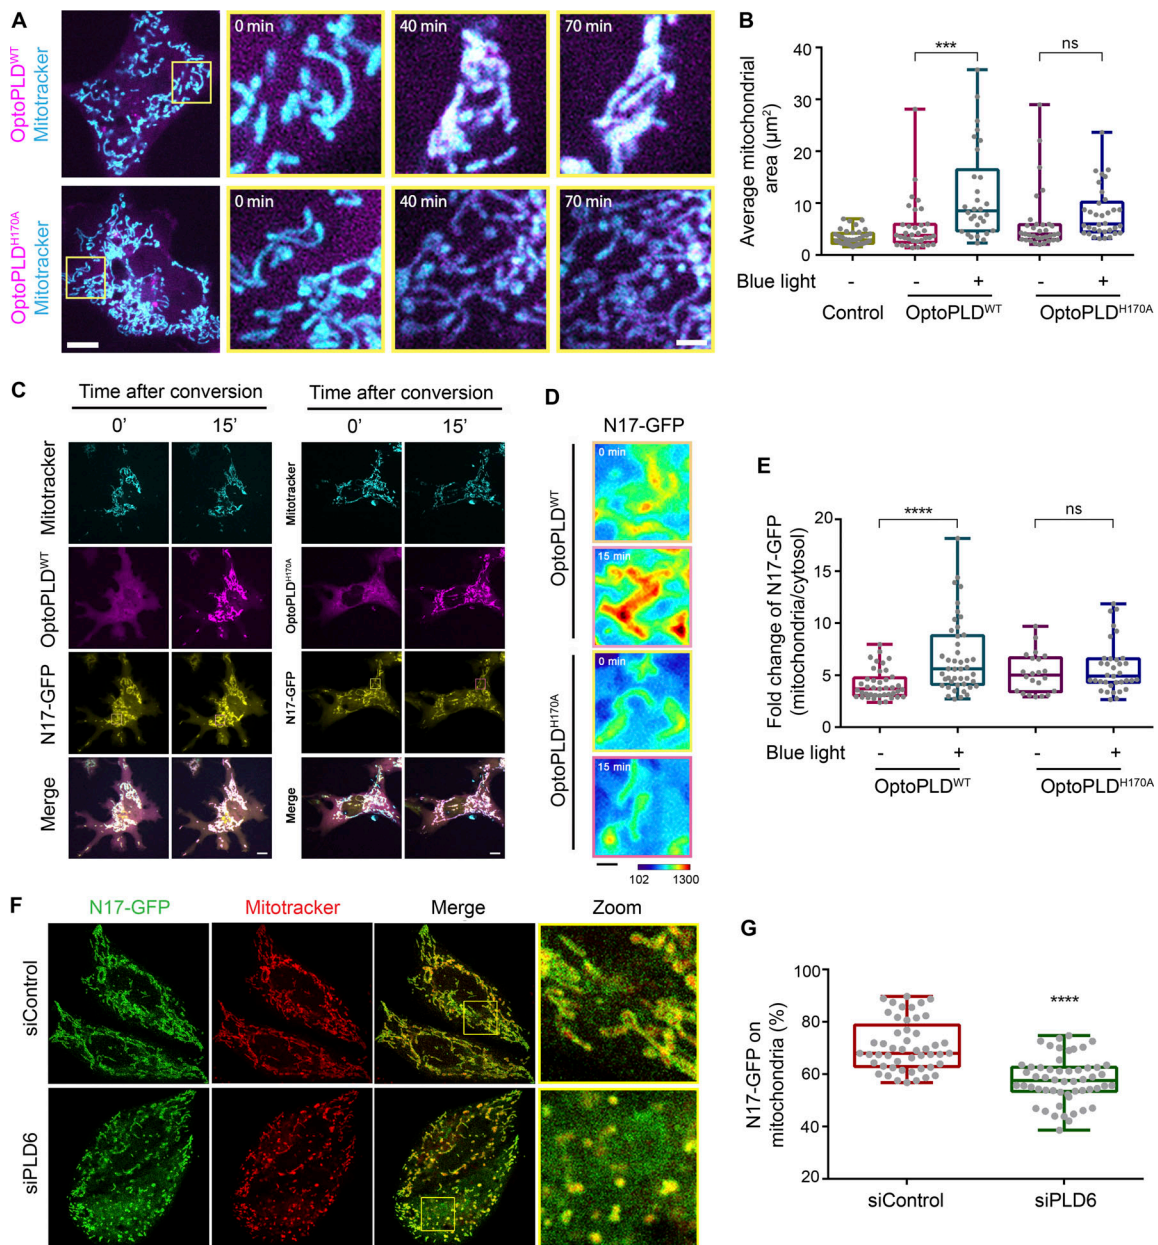 A
OptoPLD^WT
Mitotracker
0 min
40 min
70 min
OptoPLD^H170A
Mitotracker
0 min
40 min
70 min
B
Average mitochondrial
area (µm²)
40
30
20
10
0
***
ns
Blue light
-
-
+
-
+
Control
OptoPLD^WT
OptoPLD^H170A
C
Time after conversion
0’
15’
Time after conversion
0’
15’
Mitotracker
OptoPLD^WT
N17-GFP
Merge
Mitotracker
OptoPLD^H170A
N17-GFP
Merge
D
N17-GFP
OptoPLD^WT
0 min
15 min
OptoPLD^H170A
0 min
15 min
102
1300
E
Fold change of N17-GFP
(mitochondria/cytosol)
20
15
10
5
0
****
ns
Blue light
-
+
-
+
OptoPLD^WT
OptoPLD^H170A
F
N17-GFP
Mitotracker
Merge
Zoom
siControl
siPLD6
G
N17-GFP on
mitochondria (%)
100
80
60
40
20
****
siControl
siPLD6